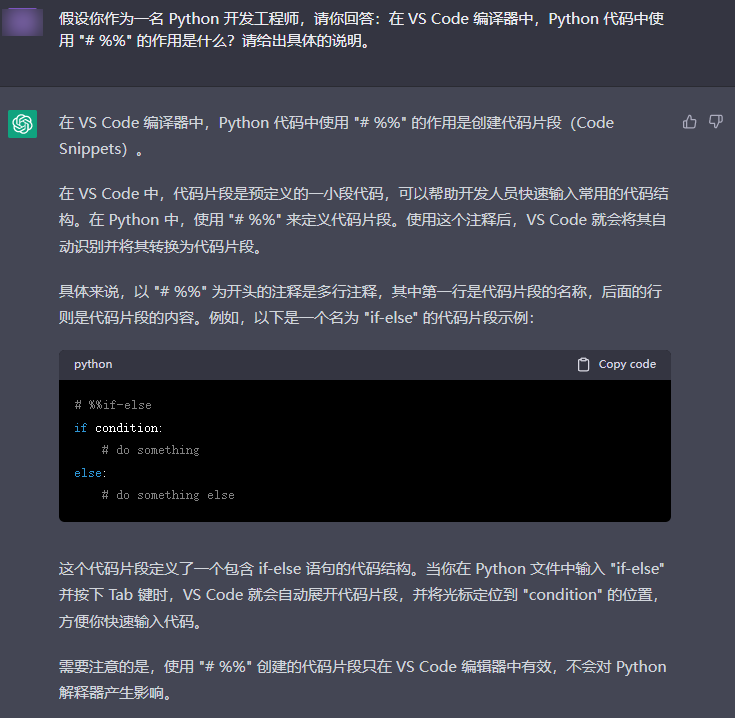 假设你作为一名 Python 开发工程师，请你回答：在 VS Code 编译器中，Python 代码中使
用 "# %%" 的作用是什么？请给出具体的说明。
在 VS Code 编译器中，Python 代码中使用 "# %%" 的作用是创建代码片段（Code
Snippets）。
在 VS Code 中，代码片段是预定义的一小段代码，可以帮助开发人员快速输入常用的代码结
构。在 Python 中，使用 "# %%" 来定义代码片段。使用这个注释后，VS Code 就会将其自
动识别并将其转换为代码片段。
具体来说，以 "# %%" 为开头的注释是多行注释，其中第一行是代码片段的名称，后面的行
则是代码片段的内容。例如，以下是一个名为 "if-else" 的代码片段示例：
python
Copy code
# %%if-else
if condition:
    # do something
else:
    # do something else
这个代码片段定义了一个包含 if-else 语句的代码结构。当你在 Python 文件中输入 "if-else"
并按下 Tab 键时，VS Code 就会自动展开代码片段，并将光标定位到 "condition" 的位置，
方便你快速输入代码。
需要注意的是，使用 "# %%" 创建的代码片段只在 VS Code 编辑器中有效，不会对 Python
解释器产生影响。